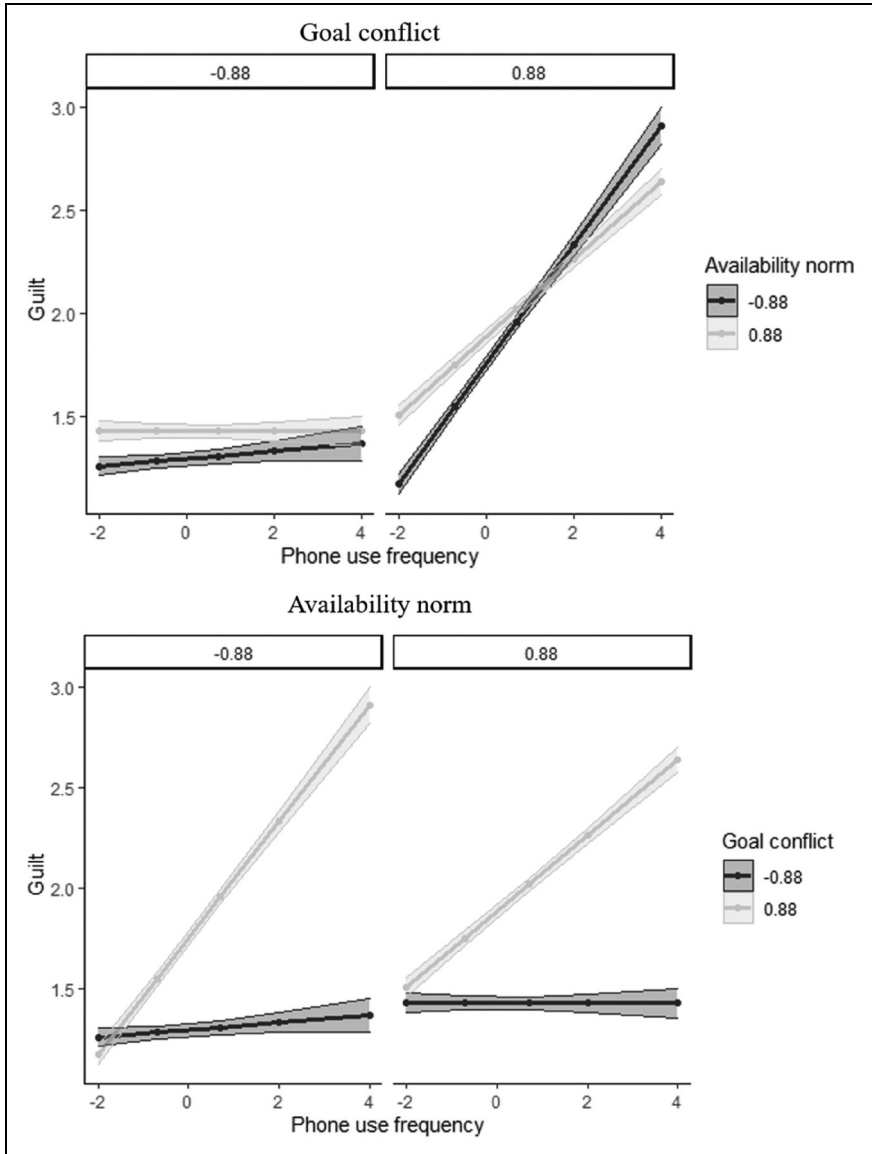 Goal conflict
-0.88
0.88
3.0
2.5
2.0
1.5
Guilt
-2 0 2 4 -2 0 2 4
Phone use frequency
Availability norm
-0.88
0.88
Availability norm
-0.88
0.88
3.0
2.5
2.0
1.5
Guilt
-2 0 2 4 -2 0 2 4
Phone use frequency
Goal conflict
-0.88
0.88